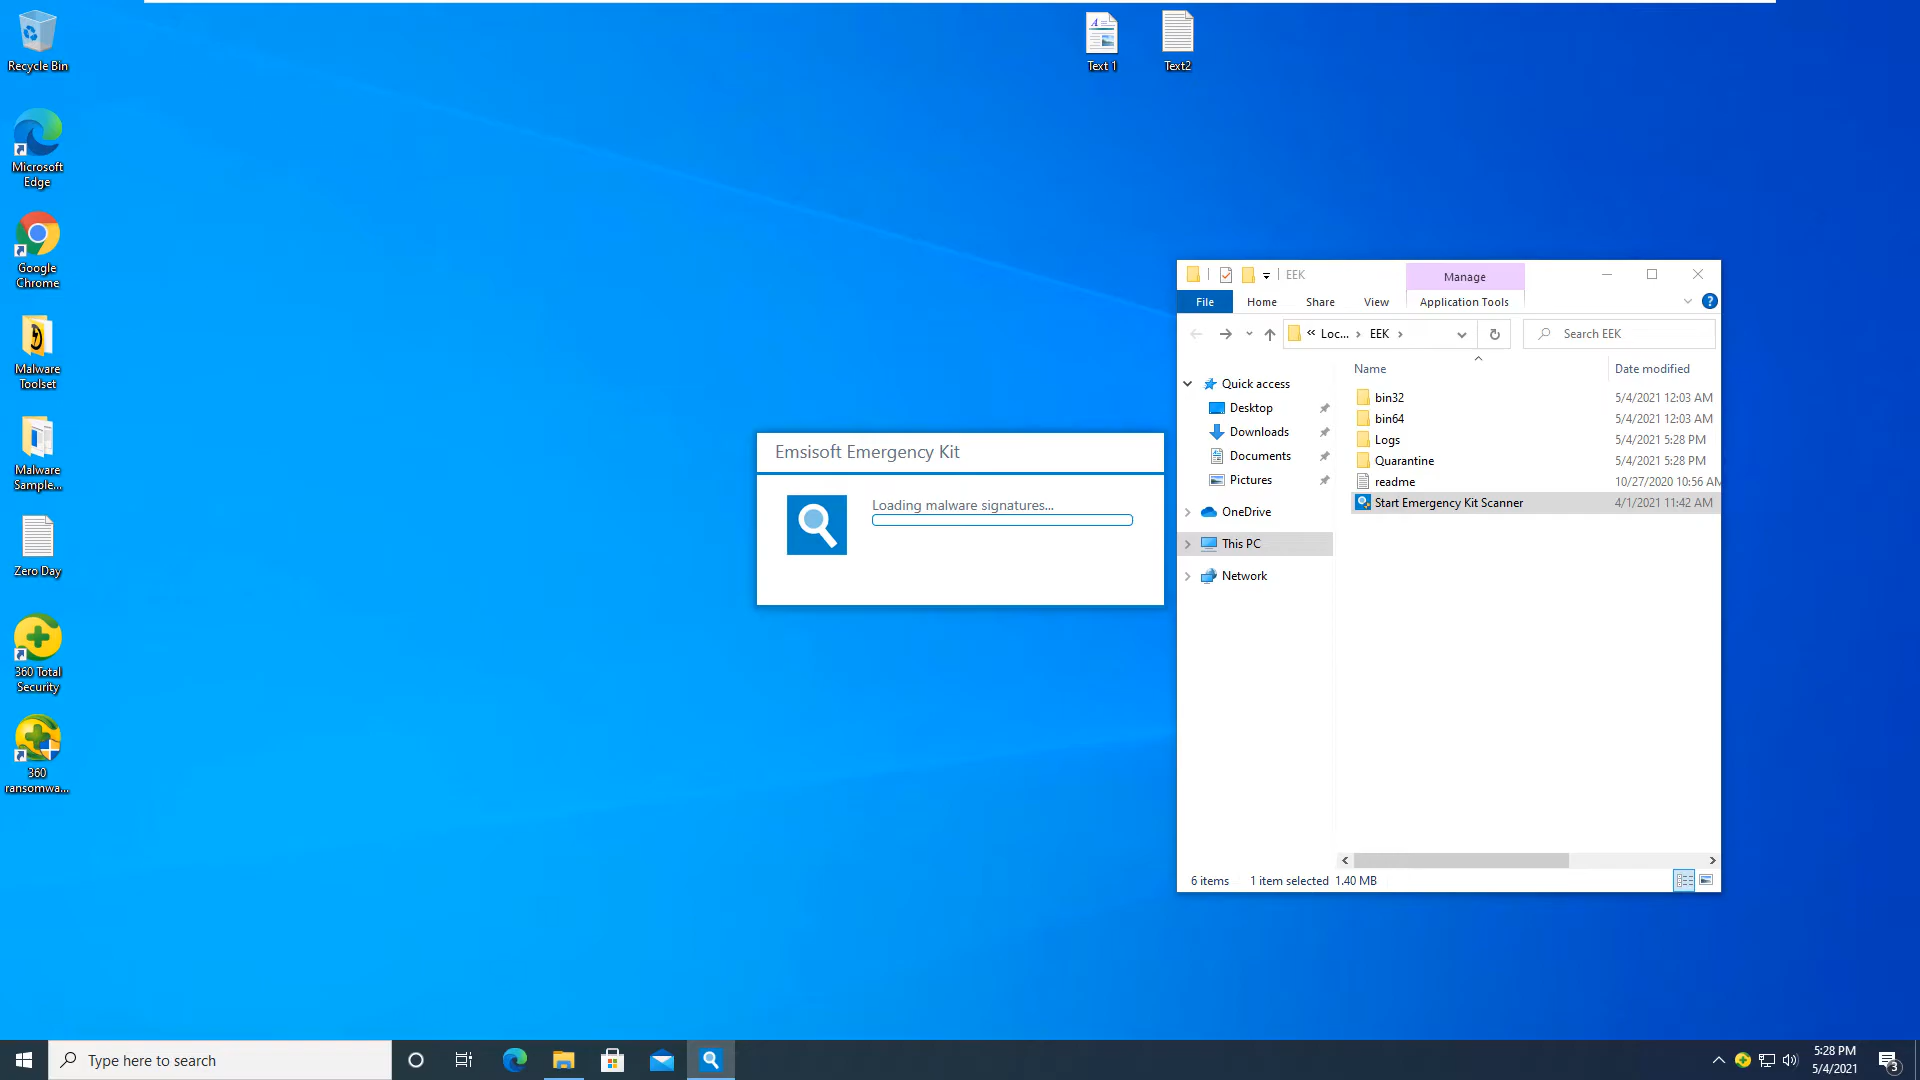 Recycle Bin
Microsoft
Edge
Google
Chrome
Malware
Toolset
Malware
Sample...
Zero Day
360 Total
Security
360
ransomwa...
Text 1
Text2
Emsisoft Emergency Kit
Loading malware signatures...
EEK
Manage
File
Home
Share
View
Application Tools
?
« Loc... › EEK ›
Search EEK
Name
Date modified
Quick access
Desktop
Downloads
Documents
Pictures
OneDrive
This PC
Network
bin32 5/4/2021 12:03 AM
bin64 5/4/2021 12:03 AM
Logs 5/4/2021 5:28 PM
Quarantine 5/4/2021 5:28 PM
readme 10/27/2020 10:56 AM
Start Emergency Kit Scanner 4/1/2021 11:42 AM
6 items 1 item selected 1.40 MB
Type here to search
5:28 PM
5/4/2021
3